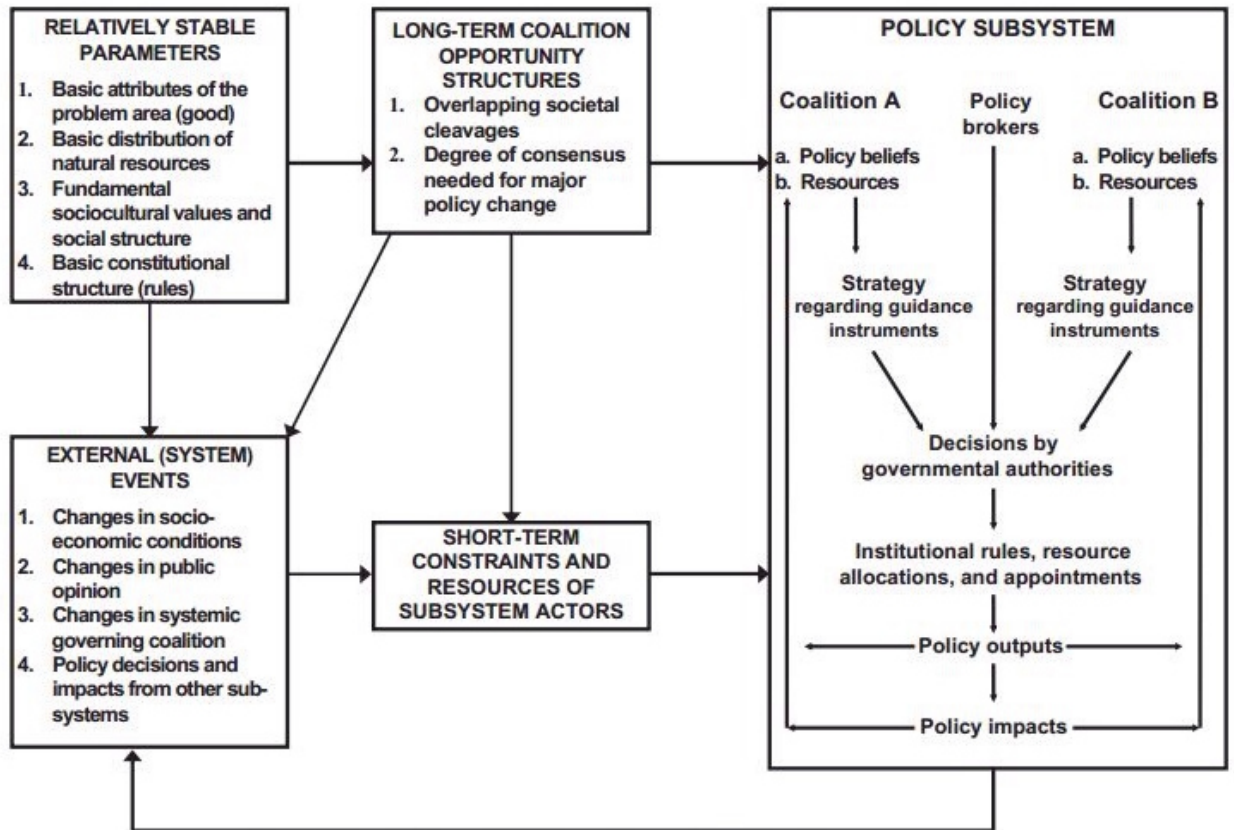 RELATIVELY STABLE
PARAMETERS
1. Basic attributes of the
problem area (good)
2. Basic distribution of
natural resources
3. Fundamental
sociocultural values and
social structure
4. Basic constitutional
structure (rules)
LONG-TERM COALITION
OPPORTUNITY
STRUCTURES
1. Overlapping societal
cleavages
2. Degree of consensus
needed for major
policy change
EXTERNAL (SYSTEM)
EVENTS
1. Changes in socio-
economic conditions
2. Changes in public
opinion
3. Changes in systemic
governing coalition
4. Policy decisions and
impacts from other sub-
systems
SHORT-TERM
CONSTRAINTS AND
RESOURCES OF
SUBSYSTEM ACTORS
POLICY SUBSYSTEM
Coalition A
Policy
brokers
Coalition B
a. Policy beliefs
b. Resources
a. Policy beliefs
b. Resources
Strategy
regarding guidance
instruments
Strategy
regarding guidance
instruments
Decisions by
governmental authorities
Institutional rules, resource
allocations, and appointments
Policy outputs
Policy impacts